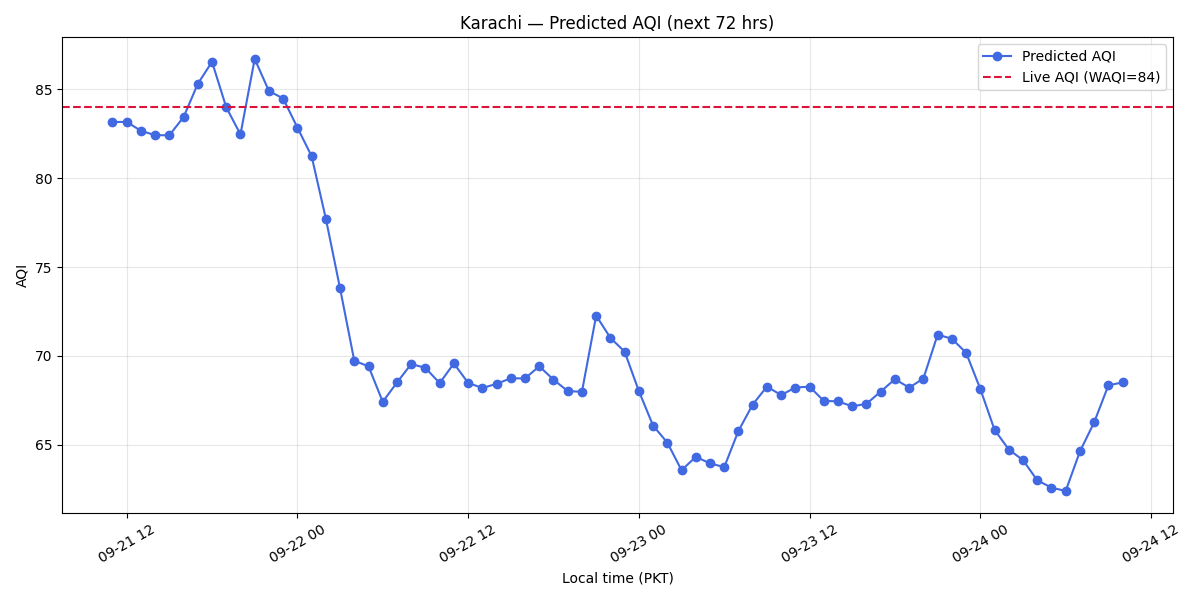 Karachi — Predicted AQI (next 72 hrs)
Predicted AQI
Live AQI (WAQI=84)
AQI
85
80
75
70
65
09-21 12
09-22 00
09-22 12
09-23 00
09-23 12
09-24 00
09-24 12
Local time (PKT)